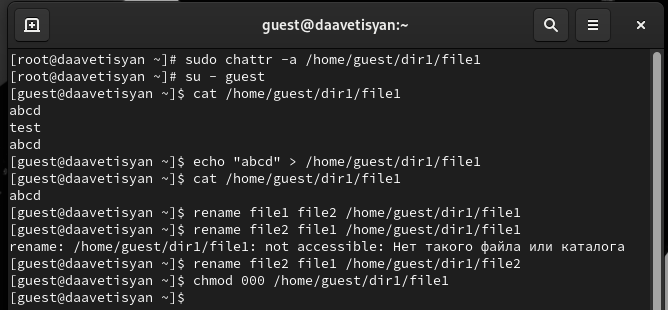 guest@daavetisyan:~
[root@daavetisyan ~]# sudo chattr -a /home/guest/dir1/file1
[root@daavetisyan ~]# su - guest
[guest@daavetisyan ~]$ cat /home/guest/dir1/file1
abcd
test
abcd
[guest@daavetisyan ~]$ echo "abcd" > /home/guest/dir1/file1
[guest@daavetisyan ~]$ cat /home/guest/dir1/file1
abcd
[guest@daavetisyan ~]$ rename file1 file2 /home/guest/dir1/file1
[guest@daavetisyan ~]$ rename file2 file1 /home/guest/dir1/file1
rename: /home/guest/dir1/file1: not accessible: Нет такого файла или каталога
[guest@daavetisyan ~]$ rename file2 file1 /home/guest/dir1/file2
[guest@daavetisyan ~]$ chmod 000 /home/guest/dir1/file1
[guest@daavetisyan ~]$